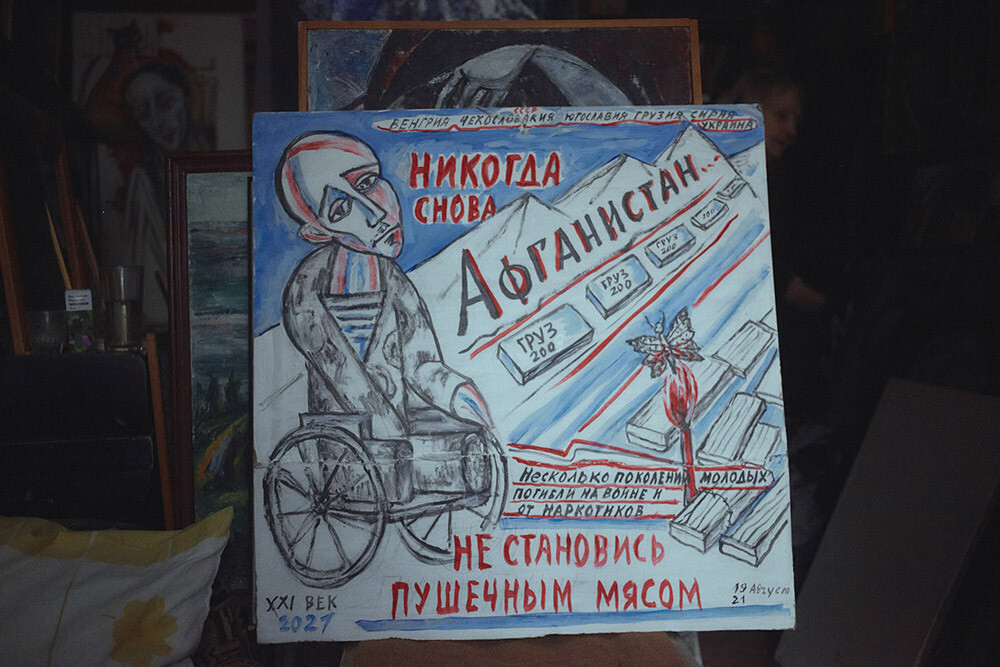 СССР
ВЕНГРИЯ ЧЕХОСЛОВАКИЯ ЮГОСЛАВИЯ ГРУЗИЯ СИРИЯ
УКРАИНА
НИКОГДА
СНОВА
АФГАНИСТАН...
ГРУЗ
200
ГРУЗ
200
ГРУЗ
200
200
НЕСКОЛЬКО ПОКОЛЕНИЙ МОЛОДЫХ
ПОГИБЛИ НА ВОЙНЕ И
ОТ НАРКОТИКОВ
НЕ СТАНОВИСЬ
ПУШЕЧНЫМ МЯСОМ
XXI ВЕК
2021
19 Август
21